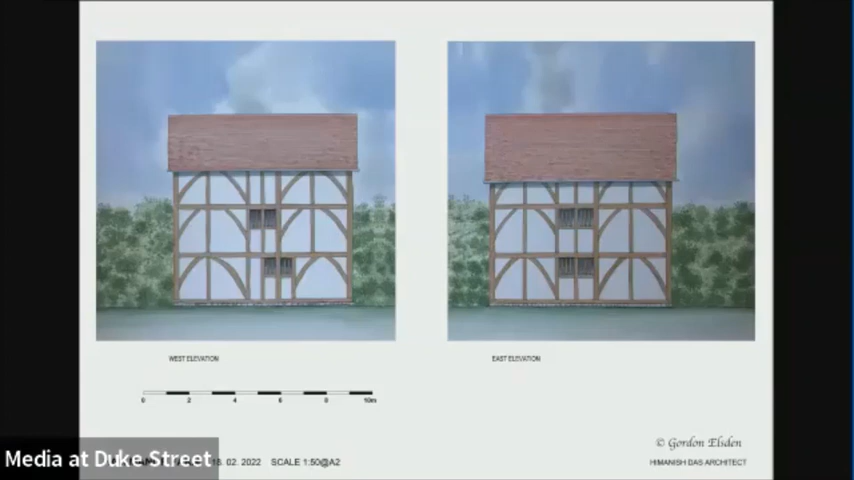 WEST ELEVATION
EAST ELEVATION
0 2 4 6 8 10m
© Gordon Elsden
Media at Duke Street
18. 02. 2022 SCALE 1:50@A2
HIMANISH DAS ARCHITECT